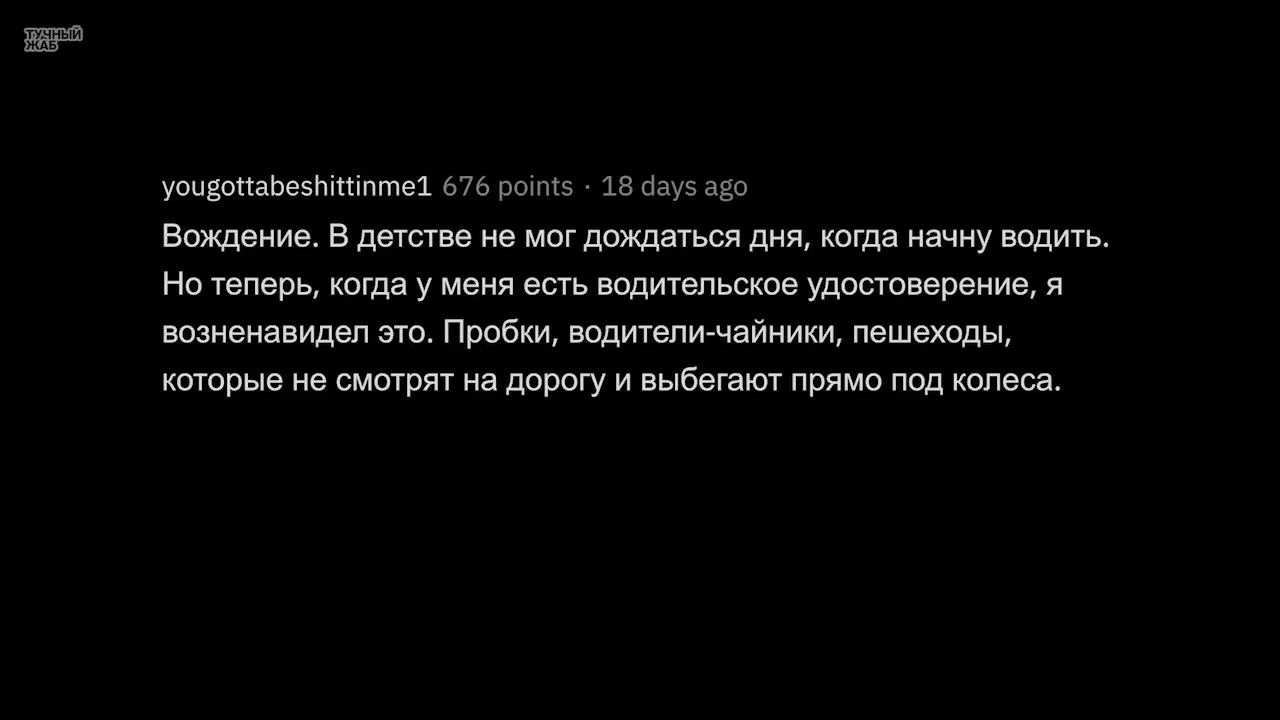 ТУЧНЫЙ
ЖАБ
yougottabeshittinme1 676 points · 18 days ago
Вождение. В детстве не мог дождаться дня, когда начну водить.
Но теперь, когда у меня есть водительское удостоверение, я
возненавидел это. Пробки, водители-чайники, пешеходы,
которые не смотрят на дорогу и выбегают прямо под колеса.